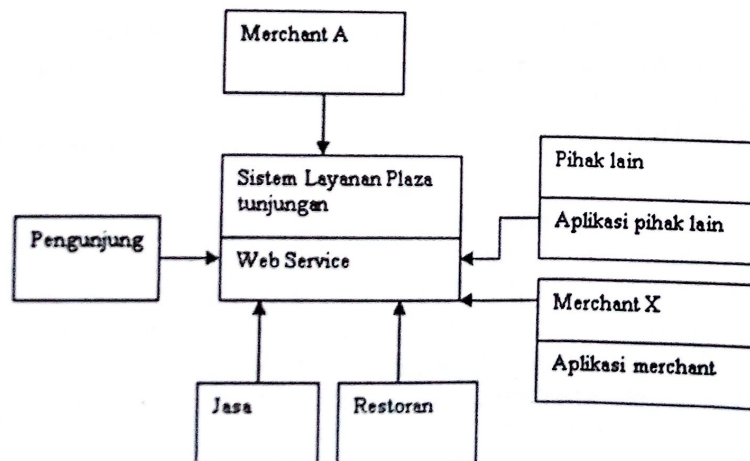 Merchant A
Sistem Layanan Plaza
tunjungan
Web Service
Pengunjung
Pihak lain
Aplikasi pihak lain
Merchant X
Aplikasi merchant
Jasa
Restoran